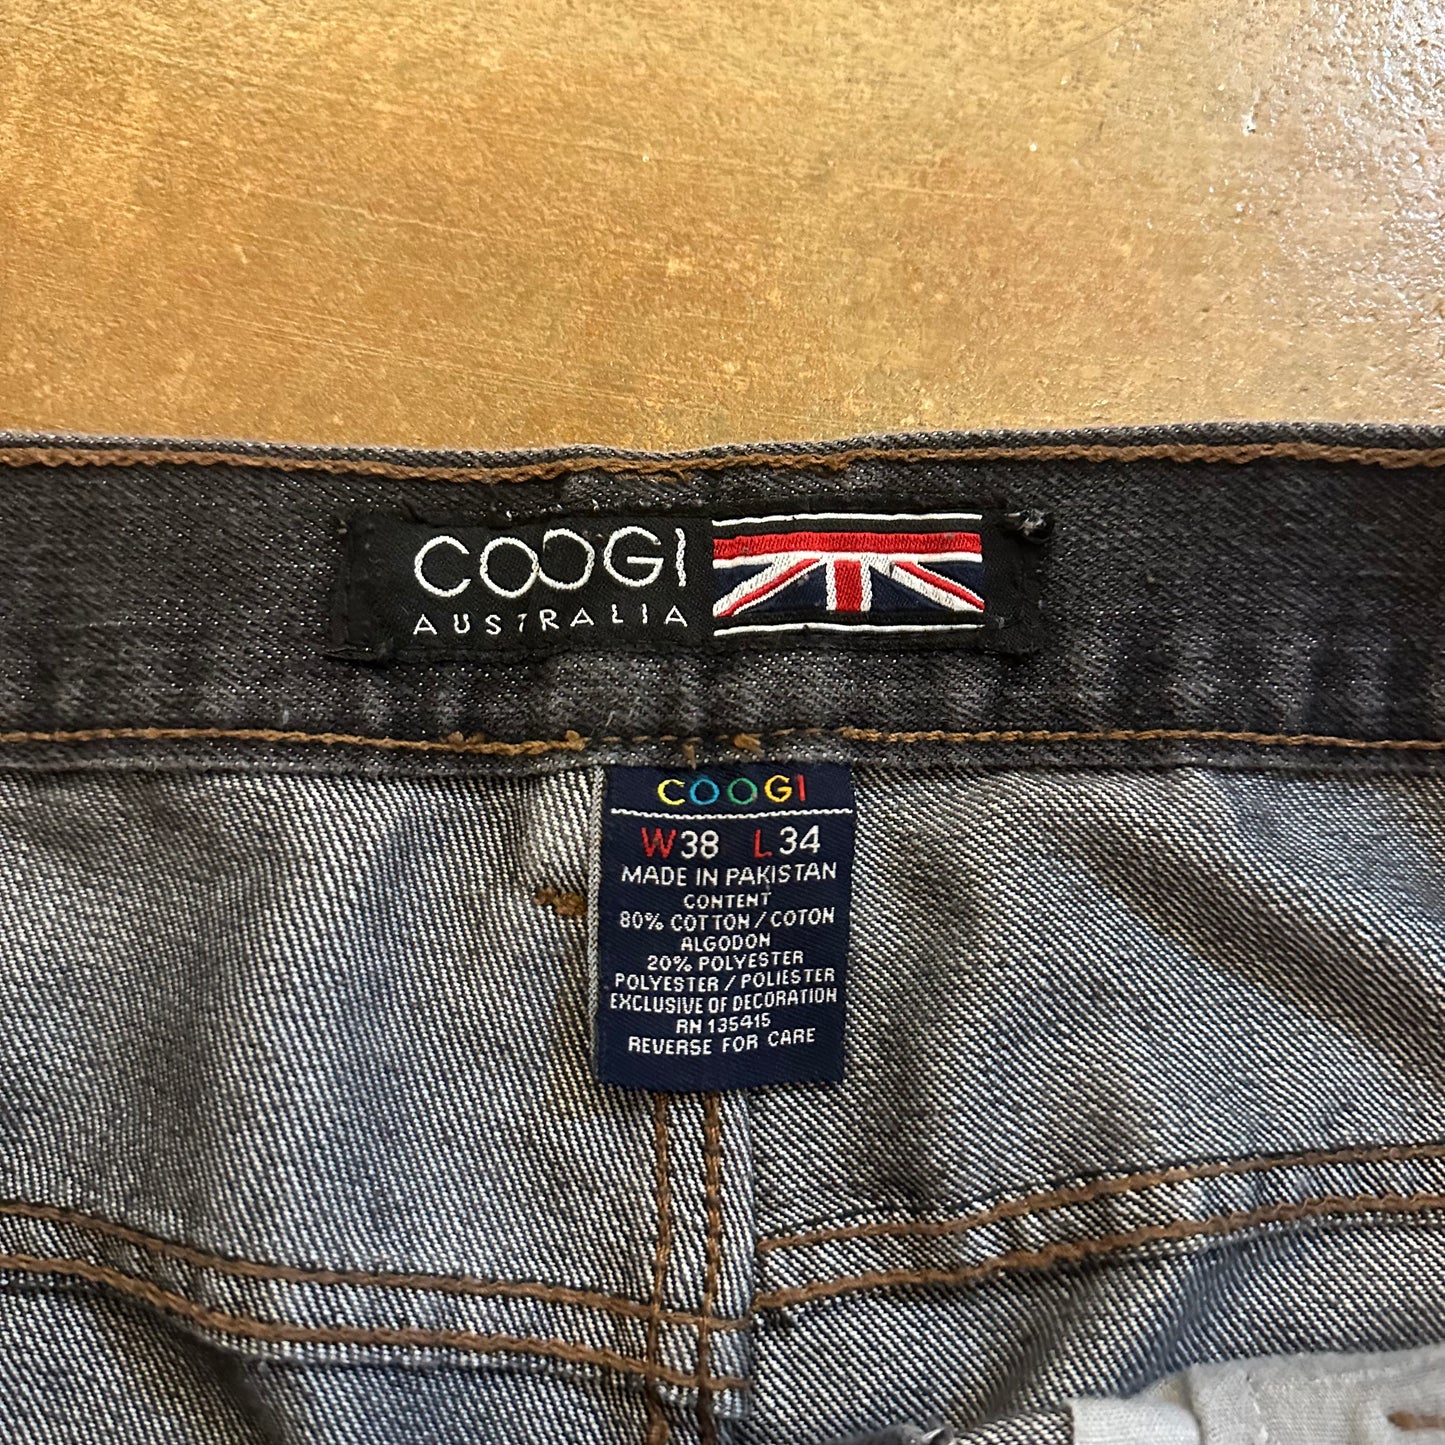 COOGI
AUSTRALIA
COOGI
W38 L34
MADE IN PAKISTAN
CONTENT
80% COTTON / COTON
ALGODON
20% POLYESTER
POLYESTER / POLIESTER
EXCLUSIVE OF DECORATION
RN 135415
REVERSE FOR CARE